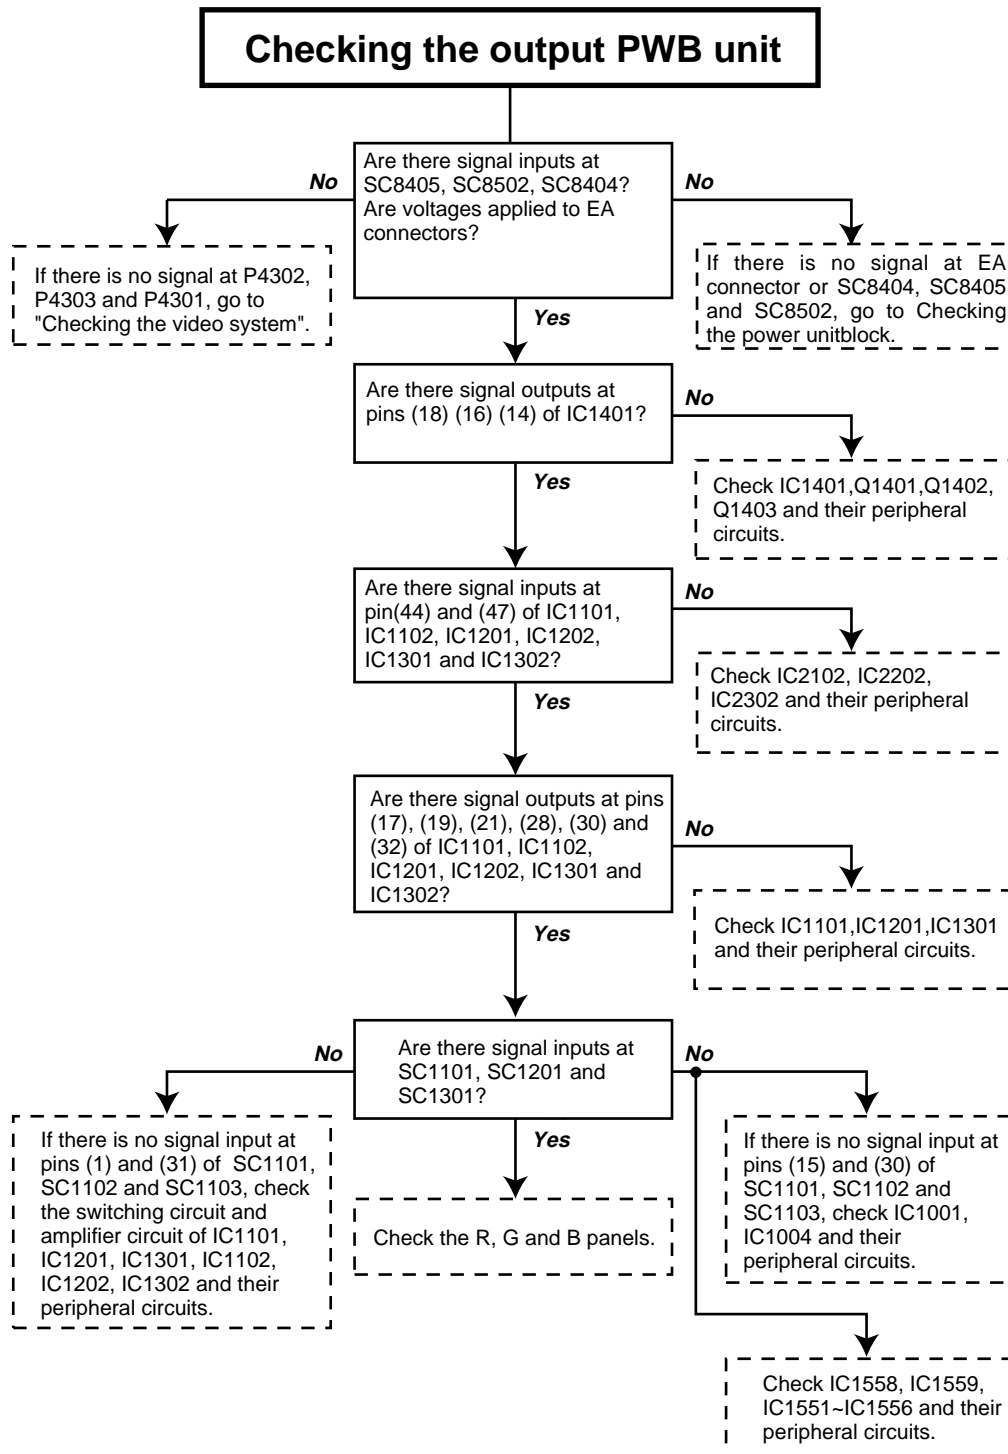 Checking the output PWB unit
Are there signal inputs at
SC8405, SC8502, SC8404?
Are voltages applied to EA
connectors?
No
No
If there is no signal at P4302,
P4303 and P4301, go to
"Checking the video system".
If there is no signal at EA
connector or SC8404, SC8405
and SC8502, go to Checking
the power unitblock.
Yes
Are there signal outputs at
pins (18) (16) (14) of IC1401?
No
Yes
Check IC1401,Q1401,Q1402,
Q1403 and their peripheral
circuits.
Are there signal inputs at
pin(44) and (47) of IC1101,
IC1102, IC1201, IC1202,
IC1301 and IC1302?
No
Check IC2102, IC2202,
IC2302 and their peripheral
circuits.
Yes
Are there signal outputs at pins
(17), (19), (21), (28), (30) and
(32) of IC1101, IC1102,
IC1201, IC1202, IC1301 and
IC1302?
No
Check IC1101,IC1201,IC1301
and their peripheral circuits.
Yes
Are there signal inputs at
SC1101, SC1201 and
SC1301?
No
No
If there is no signal input at
pins (1) and (31) of SC1101,
SC1102 and SC1103, check
the switching circuit and
amplifier circuit of IC1101,
IC1201, IC1301, IC1102,
IC1202, IC1302 and their
peripheral circuits.
Yes
Check the R, G and B panels.
If there is no signal input at
pins (15) and (30) of
SC1101, SC1102 and
SC1103, check IC1001,
IC1004 and their
peripheral circuits.
Check IC1558, IC1559,
IC1551~IC1556 and their
peripheral circuits.